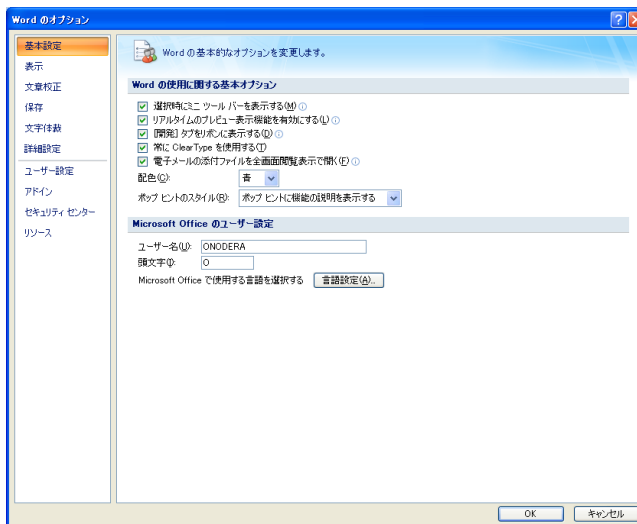 Word のオプション
基本設定
表示
文章校正
保存
文字体裁
詳細設定
ユーザー設定
アドイン
セキュリティ センター
リソース
Word の基本的なオプションを変更します。
Word の使用に関する基本オプション
選択時にミニ ツール バーを表示する(M)
リアルタイムのプレビュー表示機能を有効にする(L)
[開発] タブをリボンに表示する(D)
常に ClearType を使用する(T)
電子メールの添付ファイルを全画面閲覧表示で開く(F)
配色(C): 青
ポップ ヒントのスタイル(R): ポップ ヒントに機能の説明を表示する
Microsoft Office のユーザー設定
ユーザー名(U): ONODERA
頭文字(I): O
Microsoft Office で使用する言語を選択する 言語設定(A)...
OK キャンセル